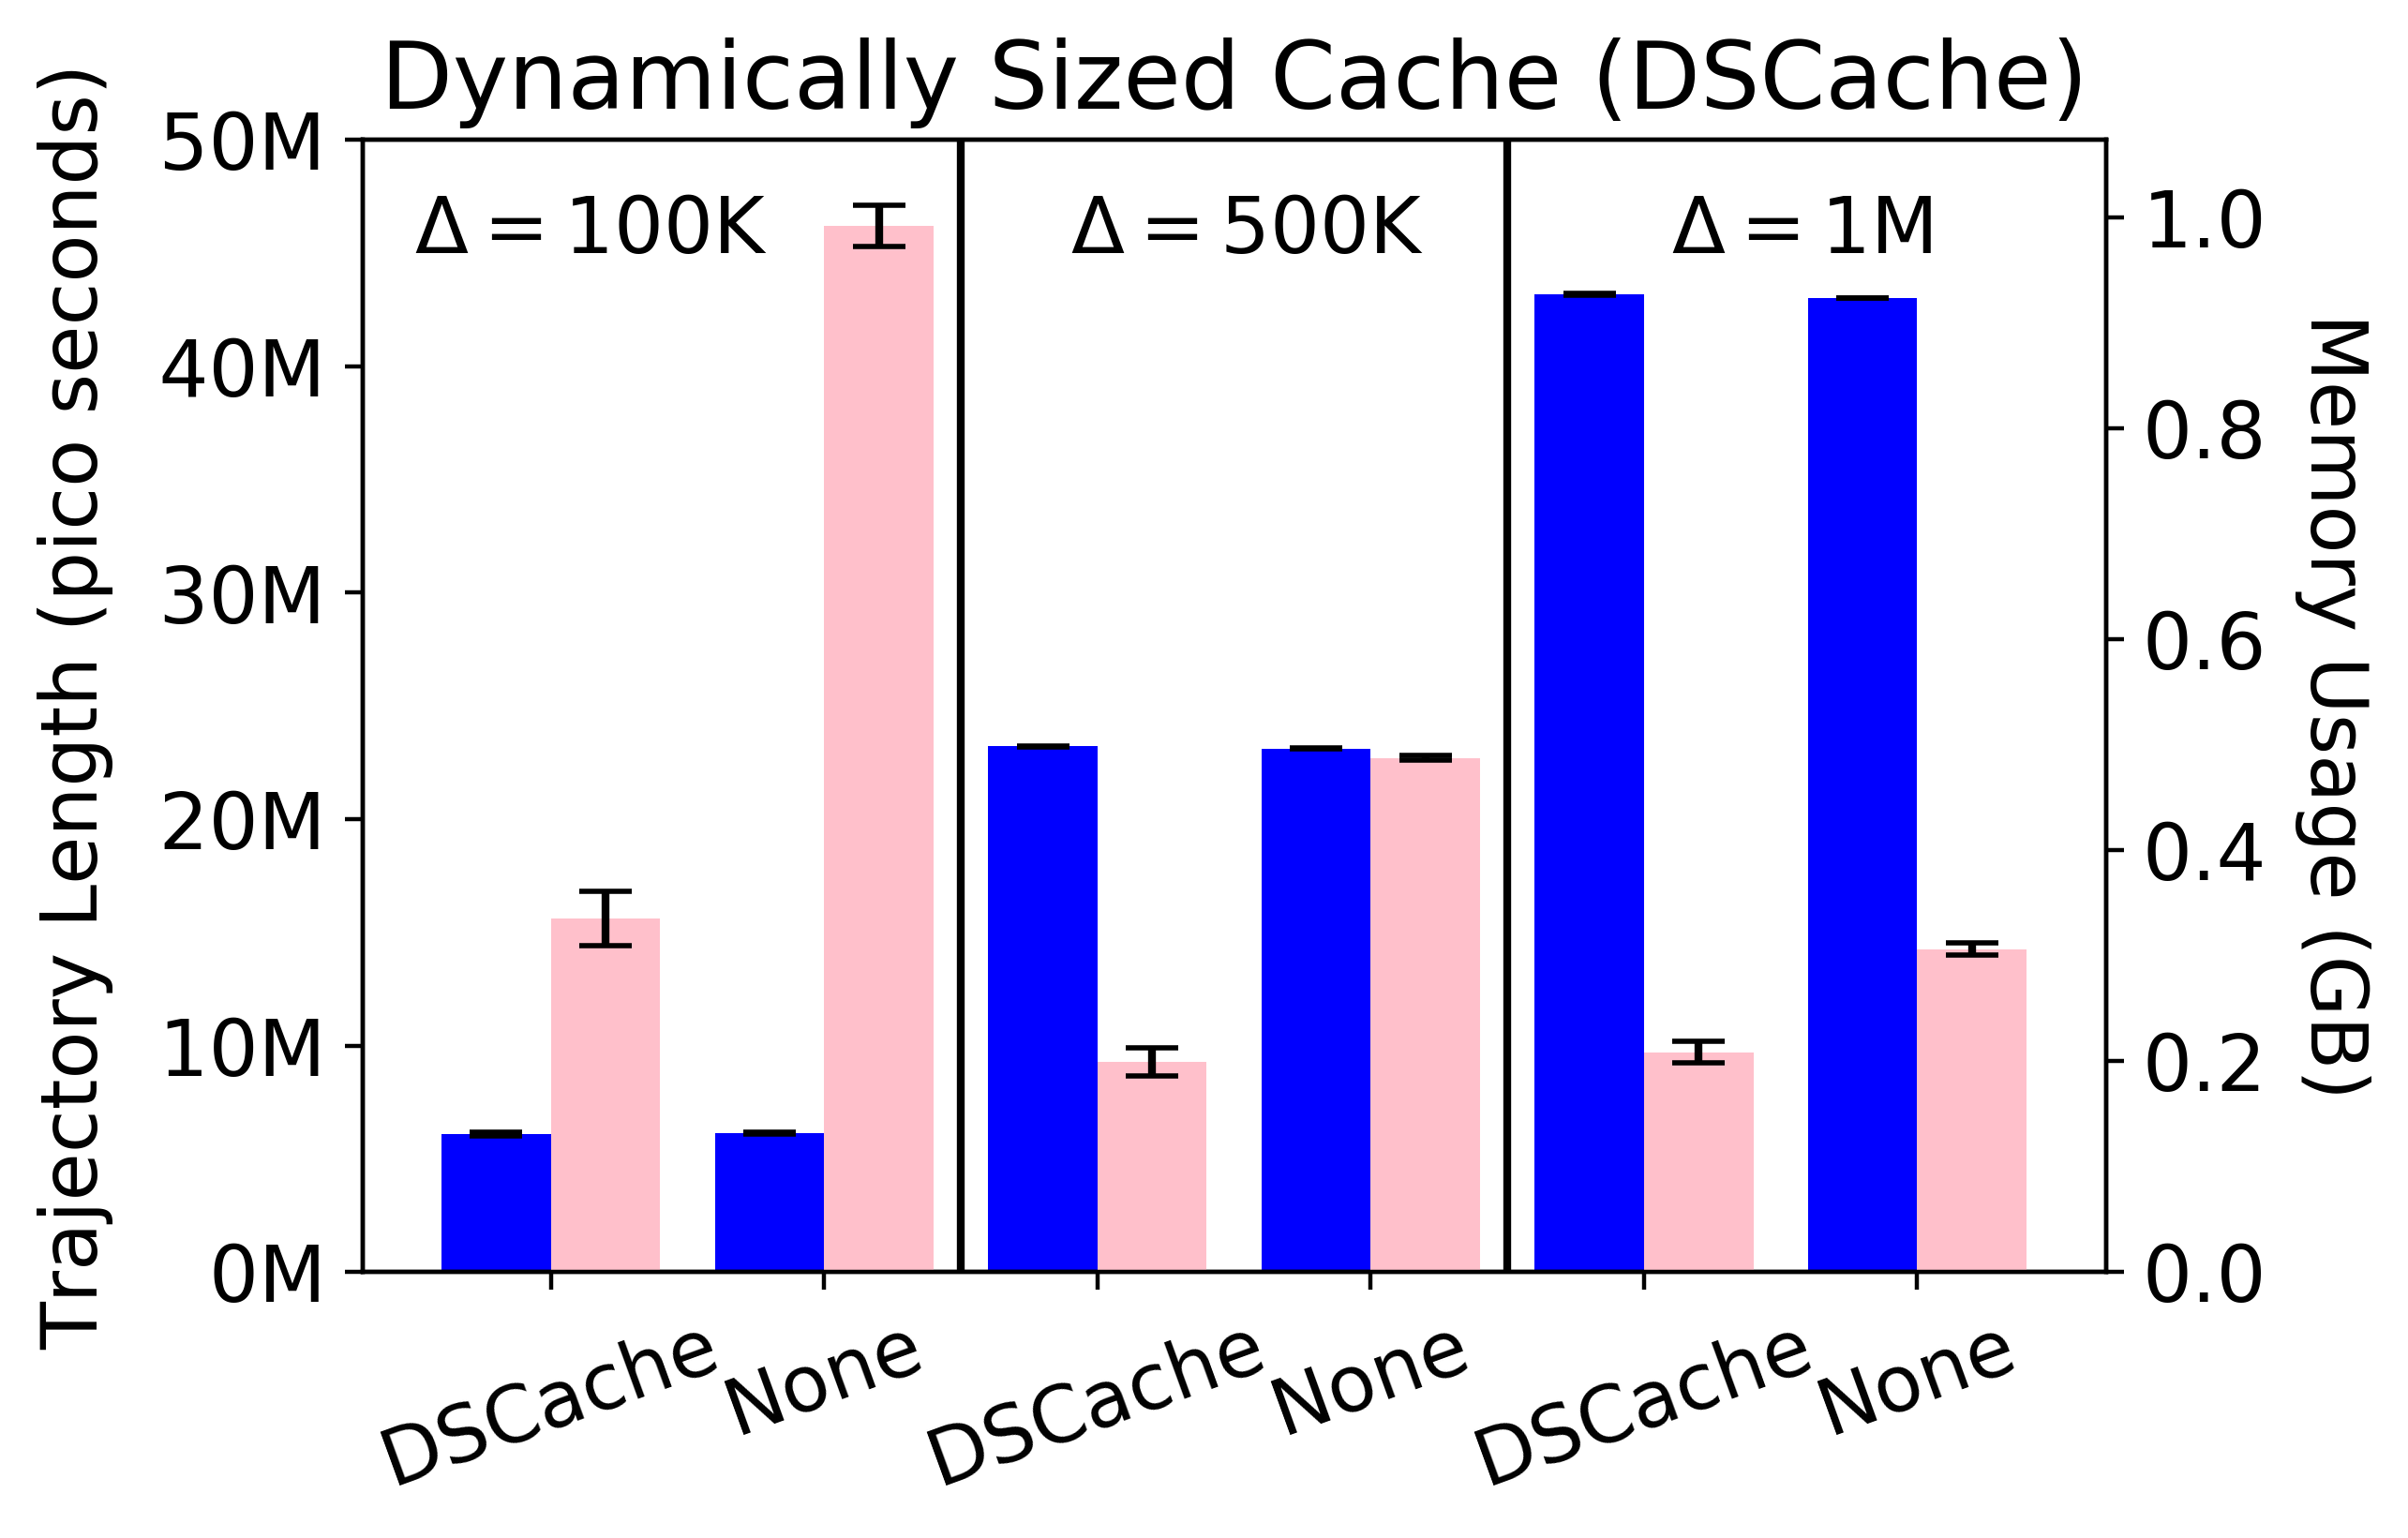 Dynamically Sized Cache (DSCache)
Trajectory Length (pico seconds)
50M
40M
30M
20M
10M
0M
Δ = 100K
Δ = 500K
Δ = 1M
1.0
0.8
0.6
0.4
0.2
0.0
Memory Usage (GB)
DSCache
None
DSCache
None
DSCache
None